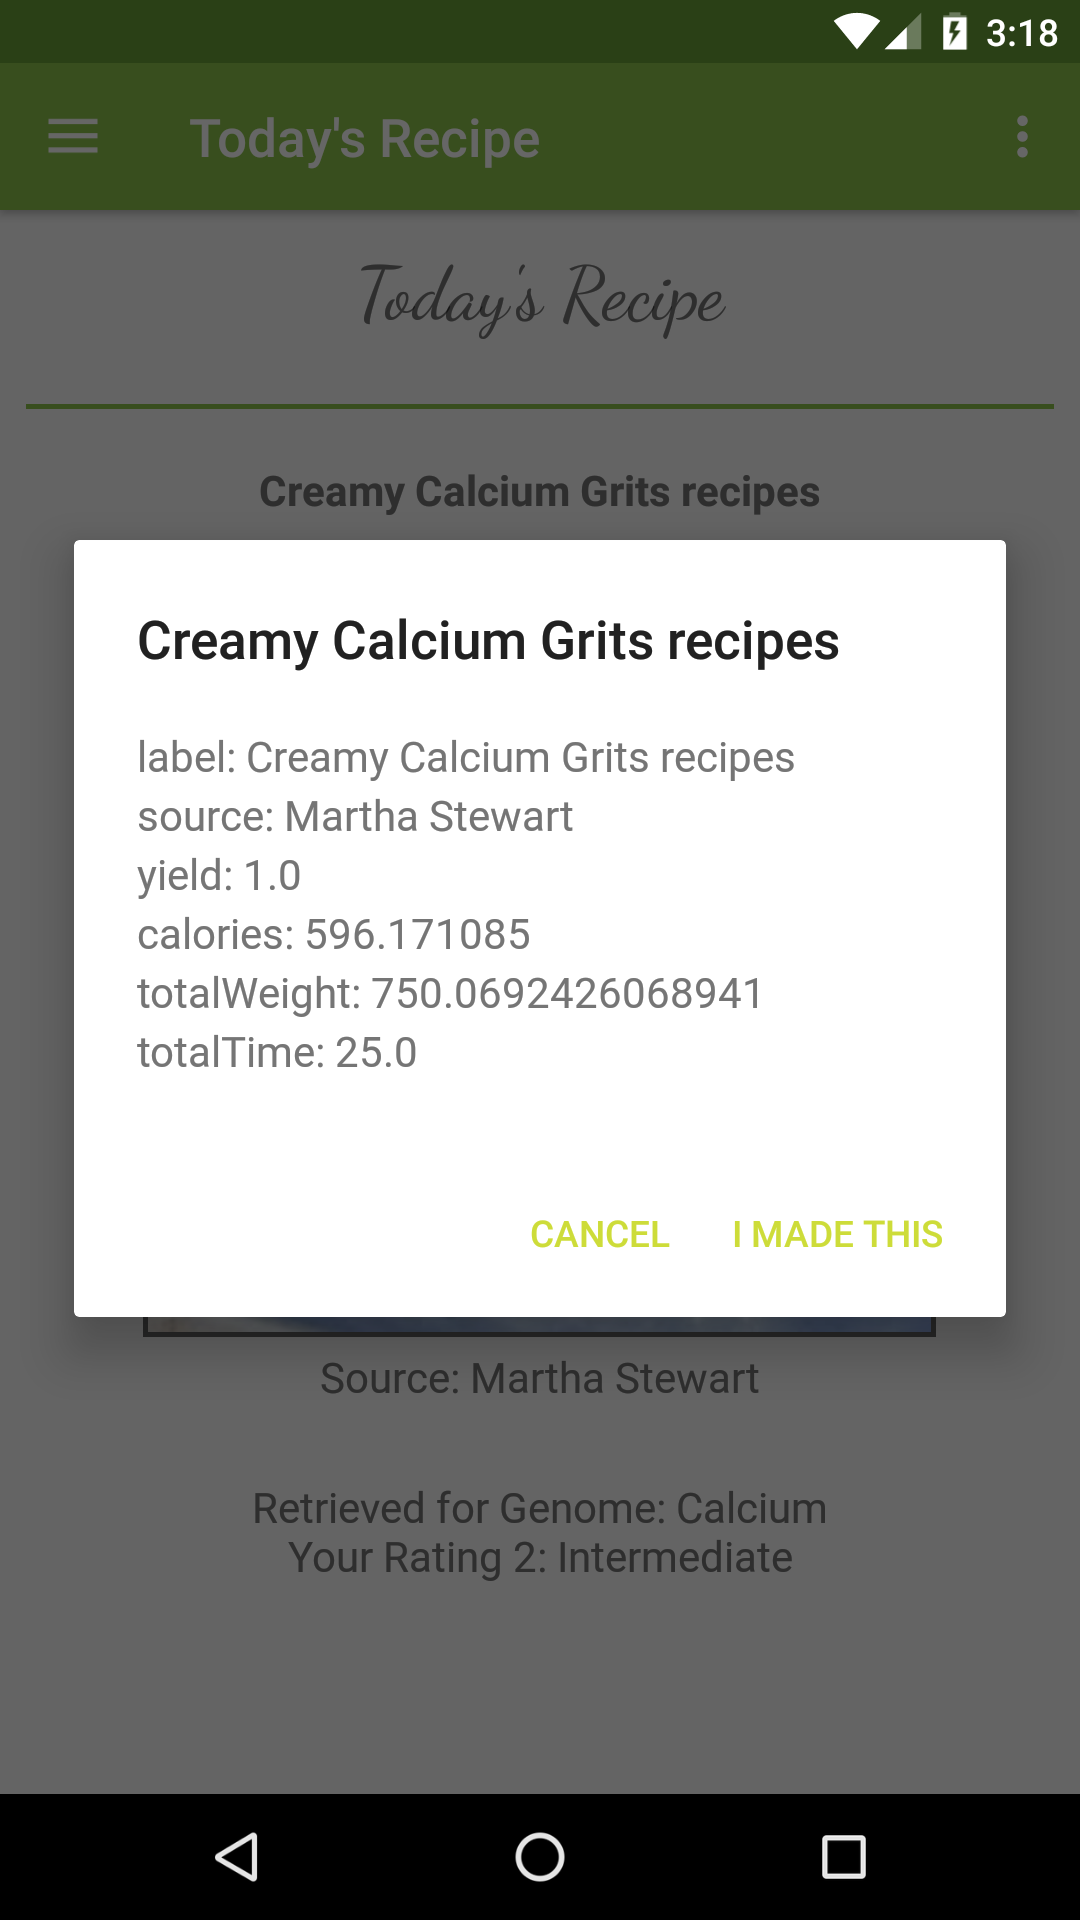 3:18
Today's Recipe
Today's Recipe
Creamy Calcium Grits recipes
Creamy Calcium Grits recipes
label: Creamy Calcium Grits recipes
source: Martha Stewart
yield: 1.0
calories: 596.171085
totalWeight: 750.0692426068941
totalTime: 25.0
CANCEL I MADE THIS
Source: Martha Stewart
Retrieved for Genome: Calcium
Your Rating 2: Intermediate